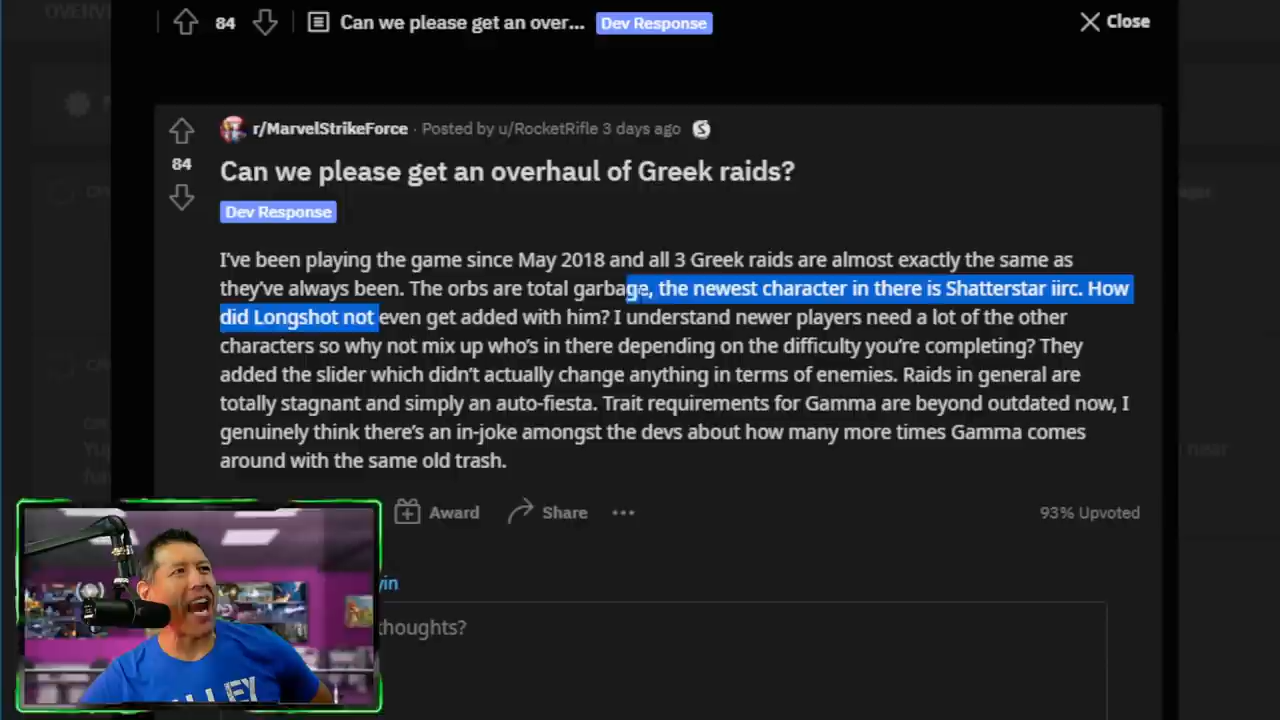 OVERV
84
Can we please get an over...
Dev Response
Close
r/MarvelStrikeForce · Posted by u/RocketRifle 3 days ago
84
Can we please get an overhaul of Greek raids?
Dev Response
I've been playing the game since May 2018 and all 3 Greek raids are almost exactly the same as
they've always been. The orbs are total garbage, the newest character in there is Shatterstar iirc. How
did Longshot not even get added with him? I understand newer players need a lot of the other
characters so why not mix up who's in there depending on the difficulty you're completing? They
added the slider which didn't actually change anything in terms of enemies. Raids in general are
totally stagnant and simply an auto-fiesta. Trait requirements for Gamma are beyond outdated now, I
genuinely think there's an in-joke amongst the devs about how many more times Gamma comes
around with the same old trash.
Award
Share
93% Upvoted
yin
thoughts?
LLEY